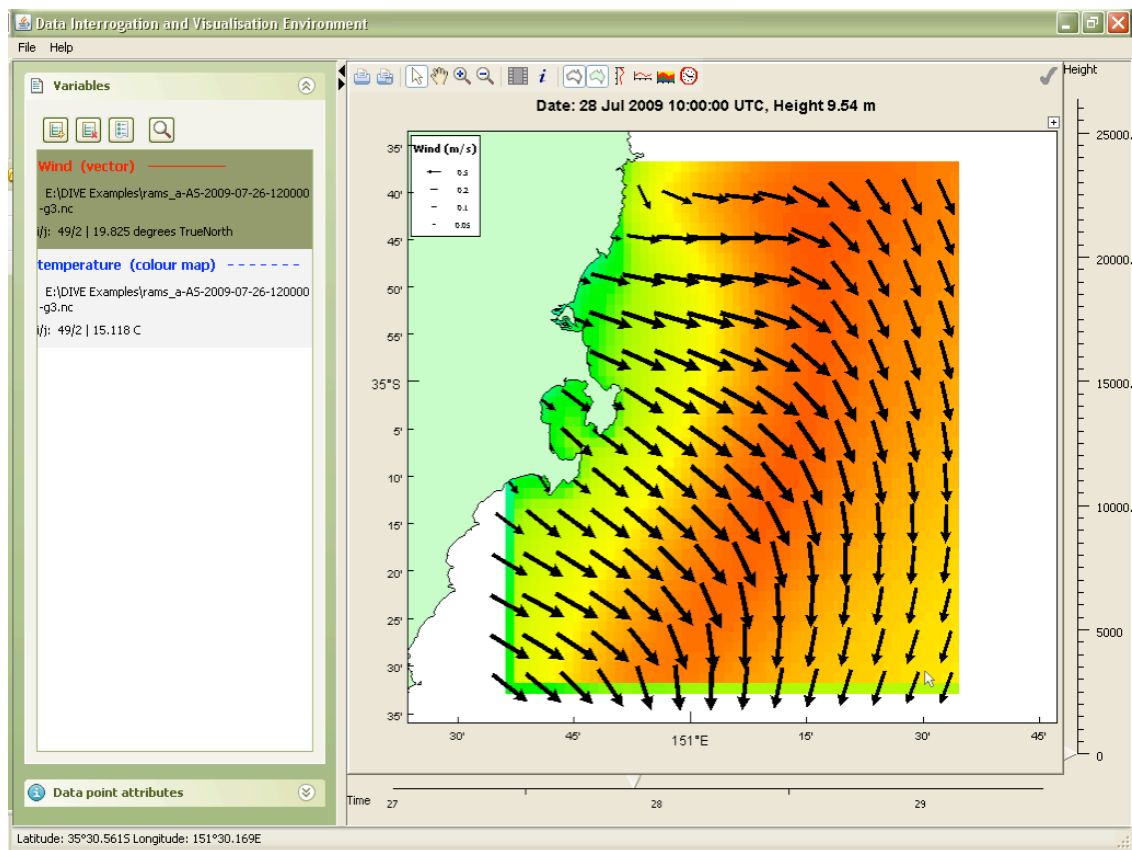 Data Interrogation and Visualisation Environment
File Help
Variables
Wind (vector)
E:\DIVE Examples\rams_a-AS-2009-07-26-120000
-g3.nc
i/j: 49/2 | 19.825 degrees TrueNorth
temperature (colour map)
E:\DIVE Examples\rams_a-AS-2009-07-26-120000
-g3.nc
i/j: 49/2 | 15.118 C
Data point attributes
Height
Date: 28 Jul 2009 10:00:00 UTC, Height 9.54 m
Wind (m/s)
0.5
0.2
0.1
0.05
35'
40'
45'
50'
55'
35°S
5'
10'
15'
20'
25'
30'
35'
30'
45'
151°E
15'
30'
45'
25000.
20000.
15000.
10000.
5000
0
Time 27 28 29
Latitude: 35°30.561S Longitude: 151°30.169E